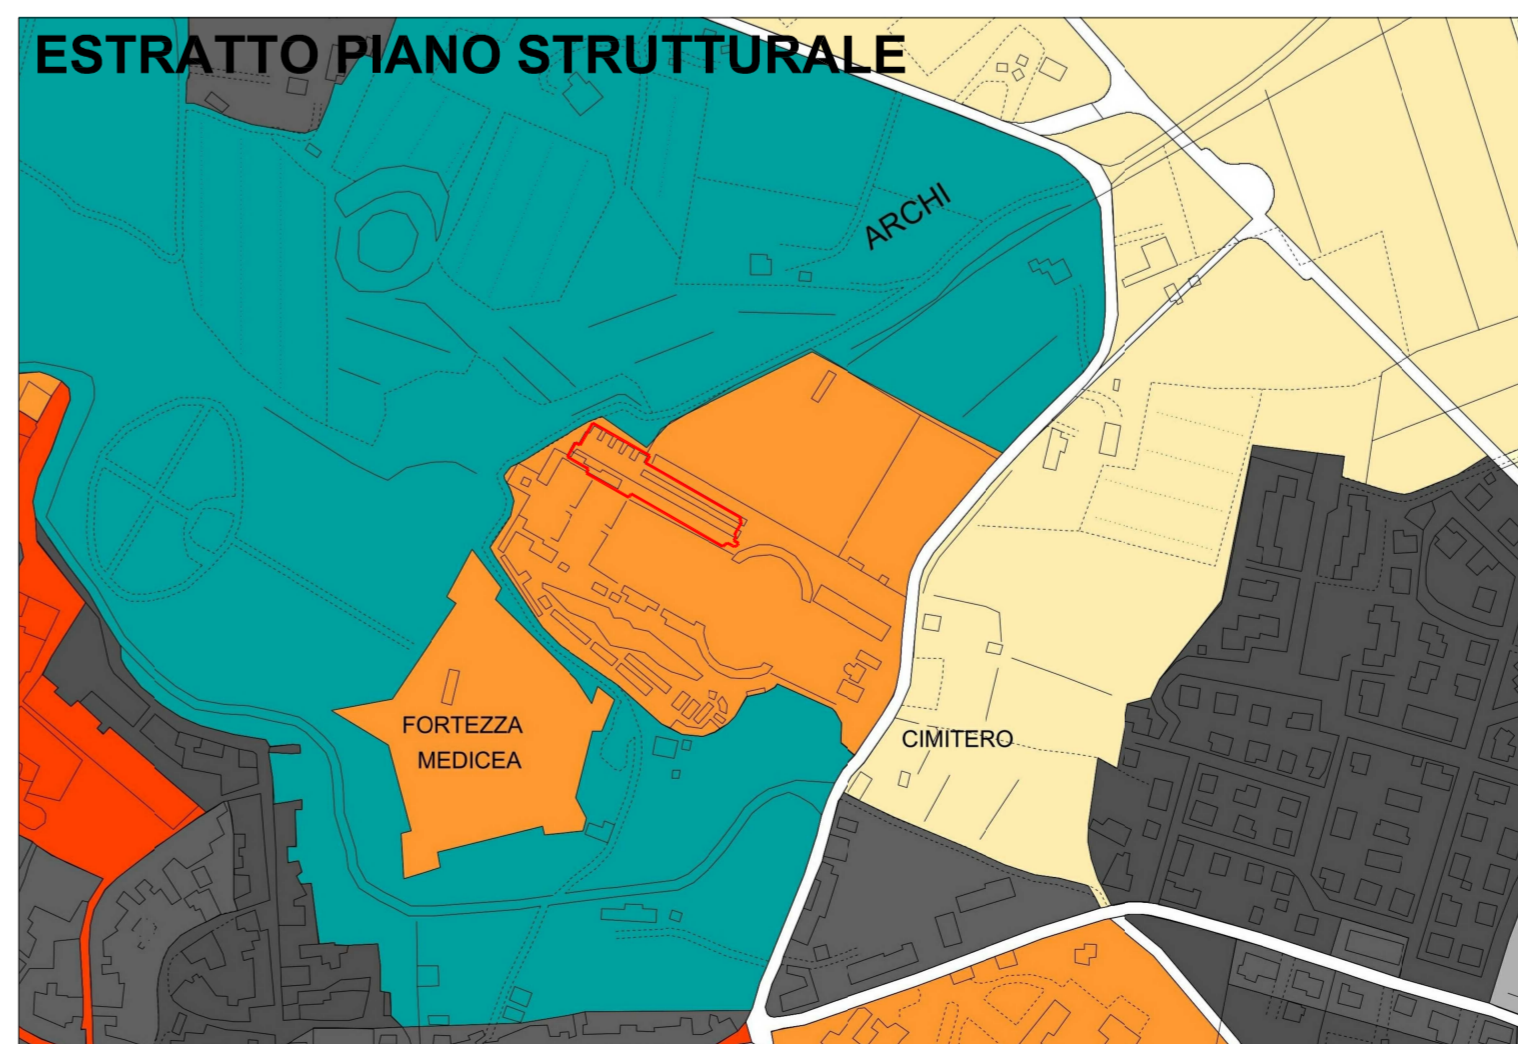 ESTRATTO PIANO STRUTTURALE
ARCHI
FORTEZZA
MEDICEA
CIMITERO